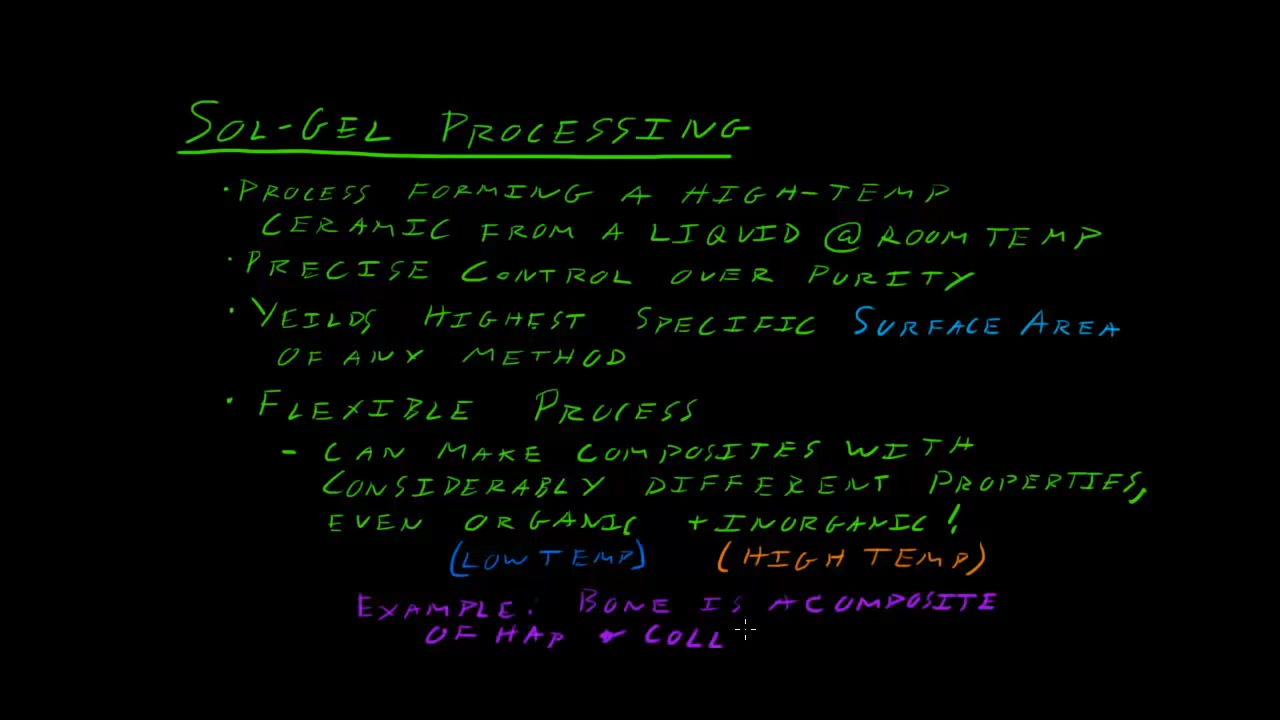 SOL-GEL PROCESSING
• PROCESS FORMING A HIGH-TEMP
CERAMIC FROM A LIQUID @ ROOM TEMP
• PRECISE CONTROL OVER PURITY
• YEILDS HIGHEST SPECIFIC SURFACE AREA
OF ANY METHOD
• FLEXIBLE PROCESS
- CAN MAKE COMPOSITES WITH
CONSIDERABLY DIFFERENT PROPERTIES,
EVEN ORGANIC + INORGANIC!
(LOW TEMP) (HIGH TEMP)
EXAMPLE: BONE IS A COMPOSITE
OF HAP & COLL